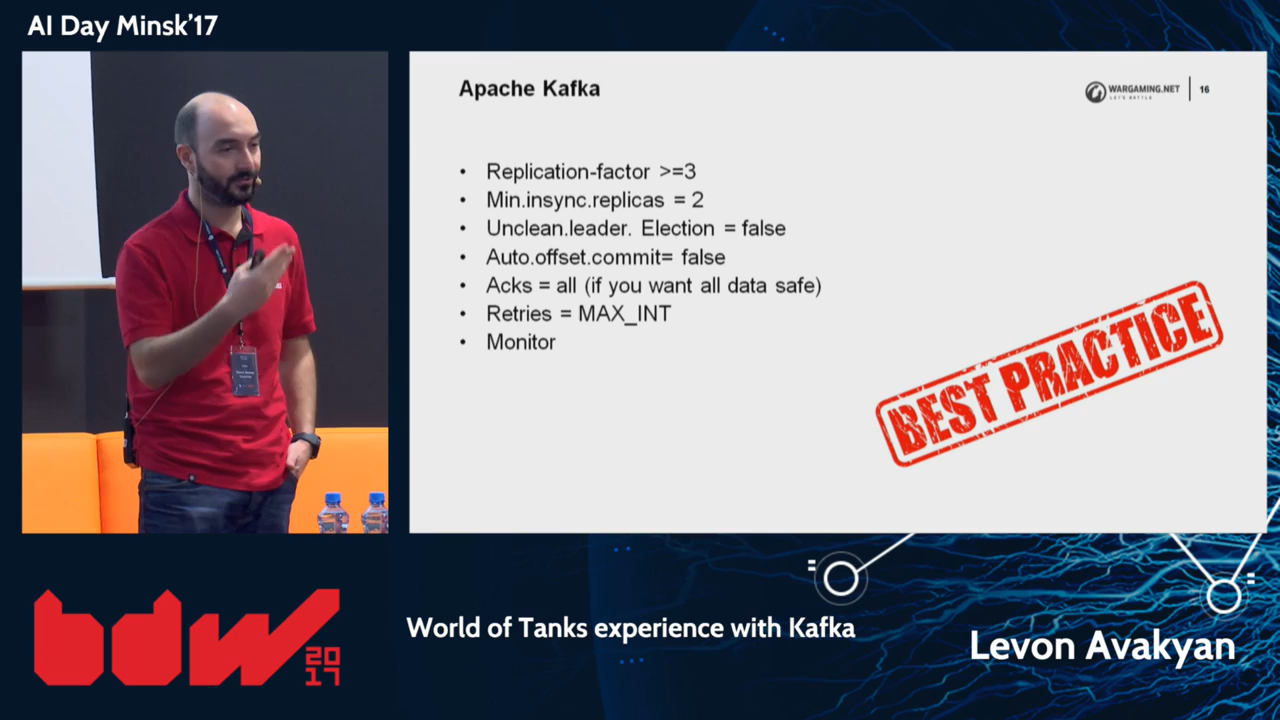 AI Day Minsk'17
Apache Kafka
WARGAMING.NET
LET'S BATTLE
16
• Replication-factor >=3
• Min.insync.replicas = 2
• Unclean.leader. Election = false
• Auto.offset.commit= false
• Acks = all (if you want all data safe)
• Retries = MAX_INT
• Monitor
BEST PRACTICE
bdw
20
17
World of Tanks experience with Kafka
Levon Avakyan